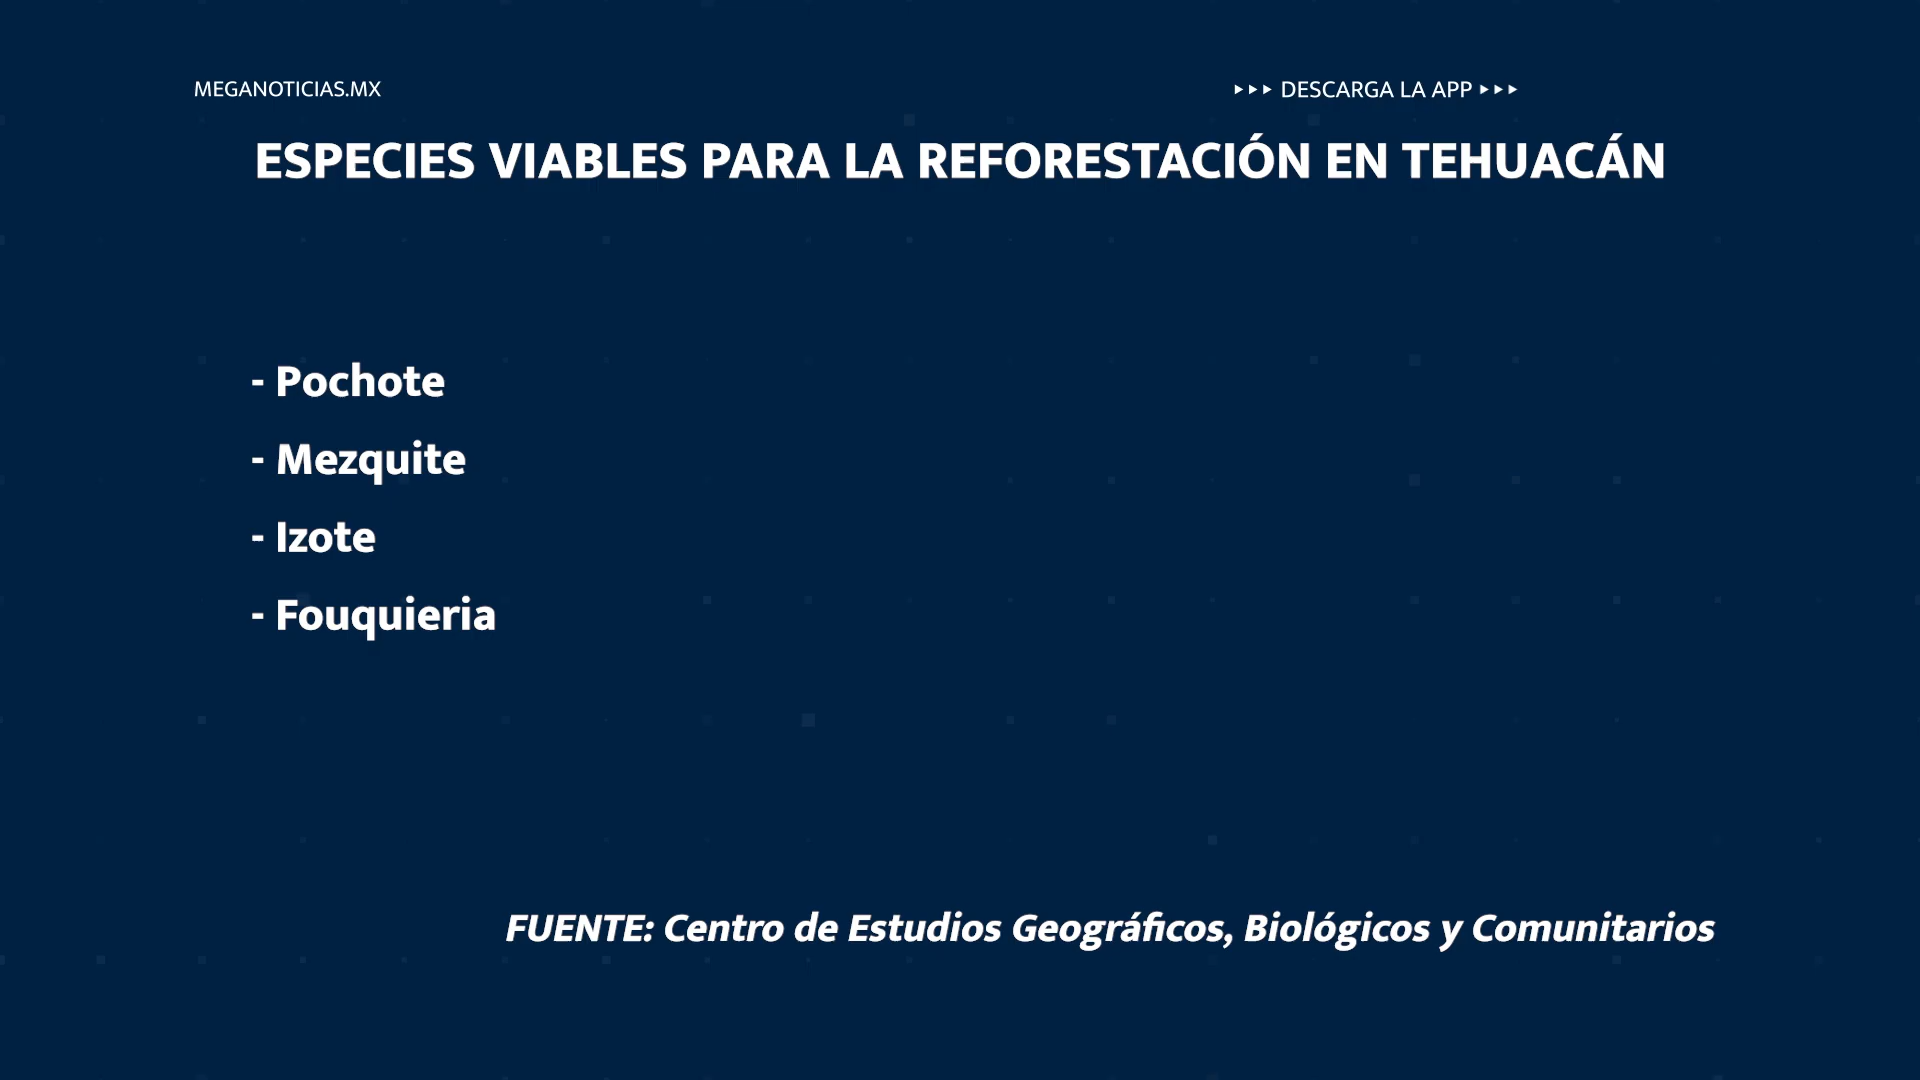 MEGANOTICIAS.MX
▸▸▸ DESCARGA LA APP ▸▸▸
ESPECIES VIABLES PARA LA REFORESTACIÓN EN TEHUACÁN
- Pochote
- Mezquite
- Izote
- Fouquieria
FUENTE: Centro de Estudios Geográficos, Biológicos y Comunitarios